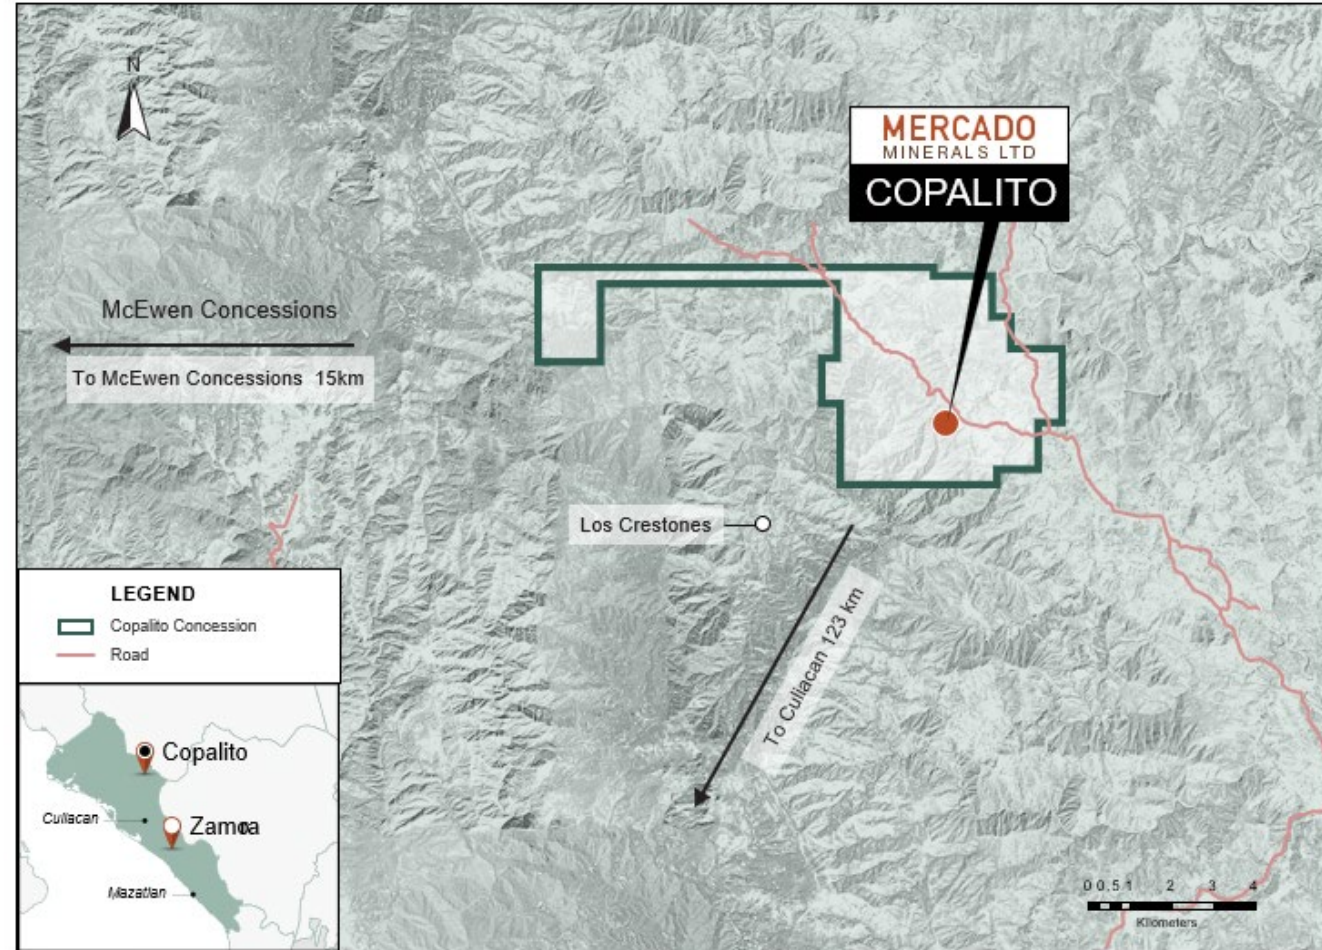 N
MERCADO
MINERALS LTD
COPALITO
McEwen Concessions
To McEwen Concessions 15km
Los Crestones
To Culiacan 123 km
LEGEND
Copalito Concession
Road
Copalito
Culiacan
Zamora
Mazatlan
0 0.5 1 2 3 4
Kilometers